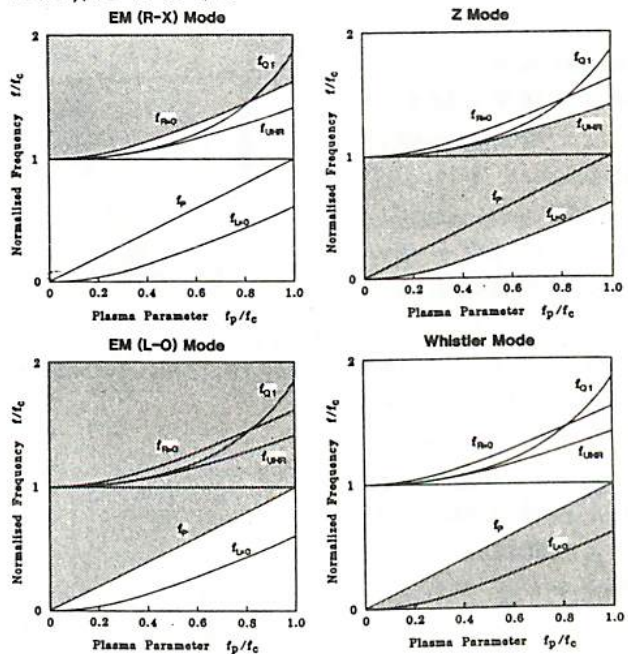 EM (R-X) Mode
Normalized Frequency f/fc
2
1
0
fQ1
fR=0
fUHR
fP
fL=0
0 0.2 0.4 0.6 0.8 1.0
Plasma Parameter fp/fc
Z Mode
Normalized Frequency f/fc
2
1
0
fQ1
fR=0
fUHR
fP
fL=0
0 0.2 0.4 0.6 0.8 1.0
Plasma Parameter fp/fc
EM (L-O) Mode
Normalized Frequency f/fc
2
1
0
fQ1
fR=0
fUHR
fP
fL=0
0 0.2 0.4 0.6 0.8 1.0
Plasma Parameter fp/fc
Whistler Mode
Normalized Frequency f/fc
2
1
0
fQ1
fR=0
fUHR
fP
fL=0
0 0.2 0.4 0.6 0.8 1.0
Plasma Parameter fp/fc